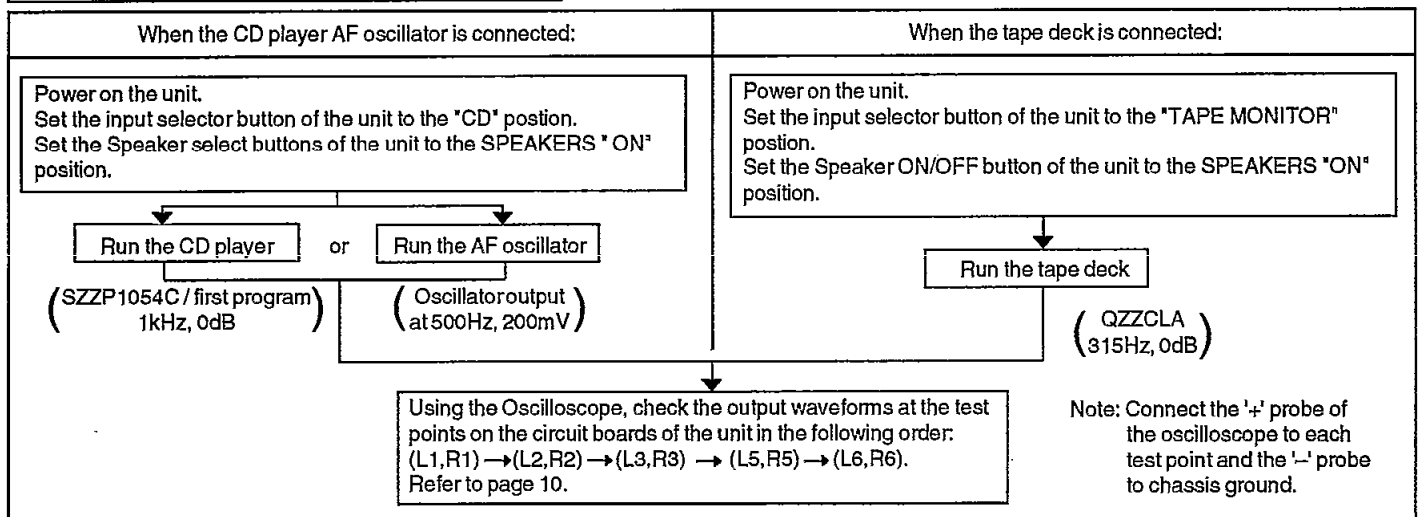 When the CD player AF oscillator is connected:
When the tape deck is connected:
Power on the unit.
Set the input selector button of the unit to the "CD" postion.
Set the Speaker select buttons of the unit to the SPEAKERS "ON"
position.
Run the CD player
or
Run the AF oscillator
(SZZP1054C / first program)
1kHz, 0dB
(Oscillator output)
at 500Hz, 200mV
Power on the unit.
Set the input selector button of the unit to the "TAPE MONITOR"
postion.
Set the Speaker ON/OFF button of the unit to the SPEAKERS "ON"
position.
Run the tape deck
(QZZCLA)
315Hz, 0dB
Using the Oscilloscope, check the output waveforms at the test
points on the circuit boards of the unit in the following order:
(L1,R1) → (L2,R2) → (L3,R3) → (L5,R5) → (L6,R6).
Refer to page 10.
Note: Connect the '+' probe of
the oscilloscope to each
test point and the '–' probe
to chassis ground.